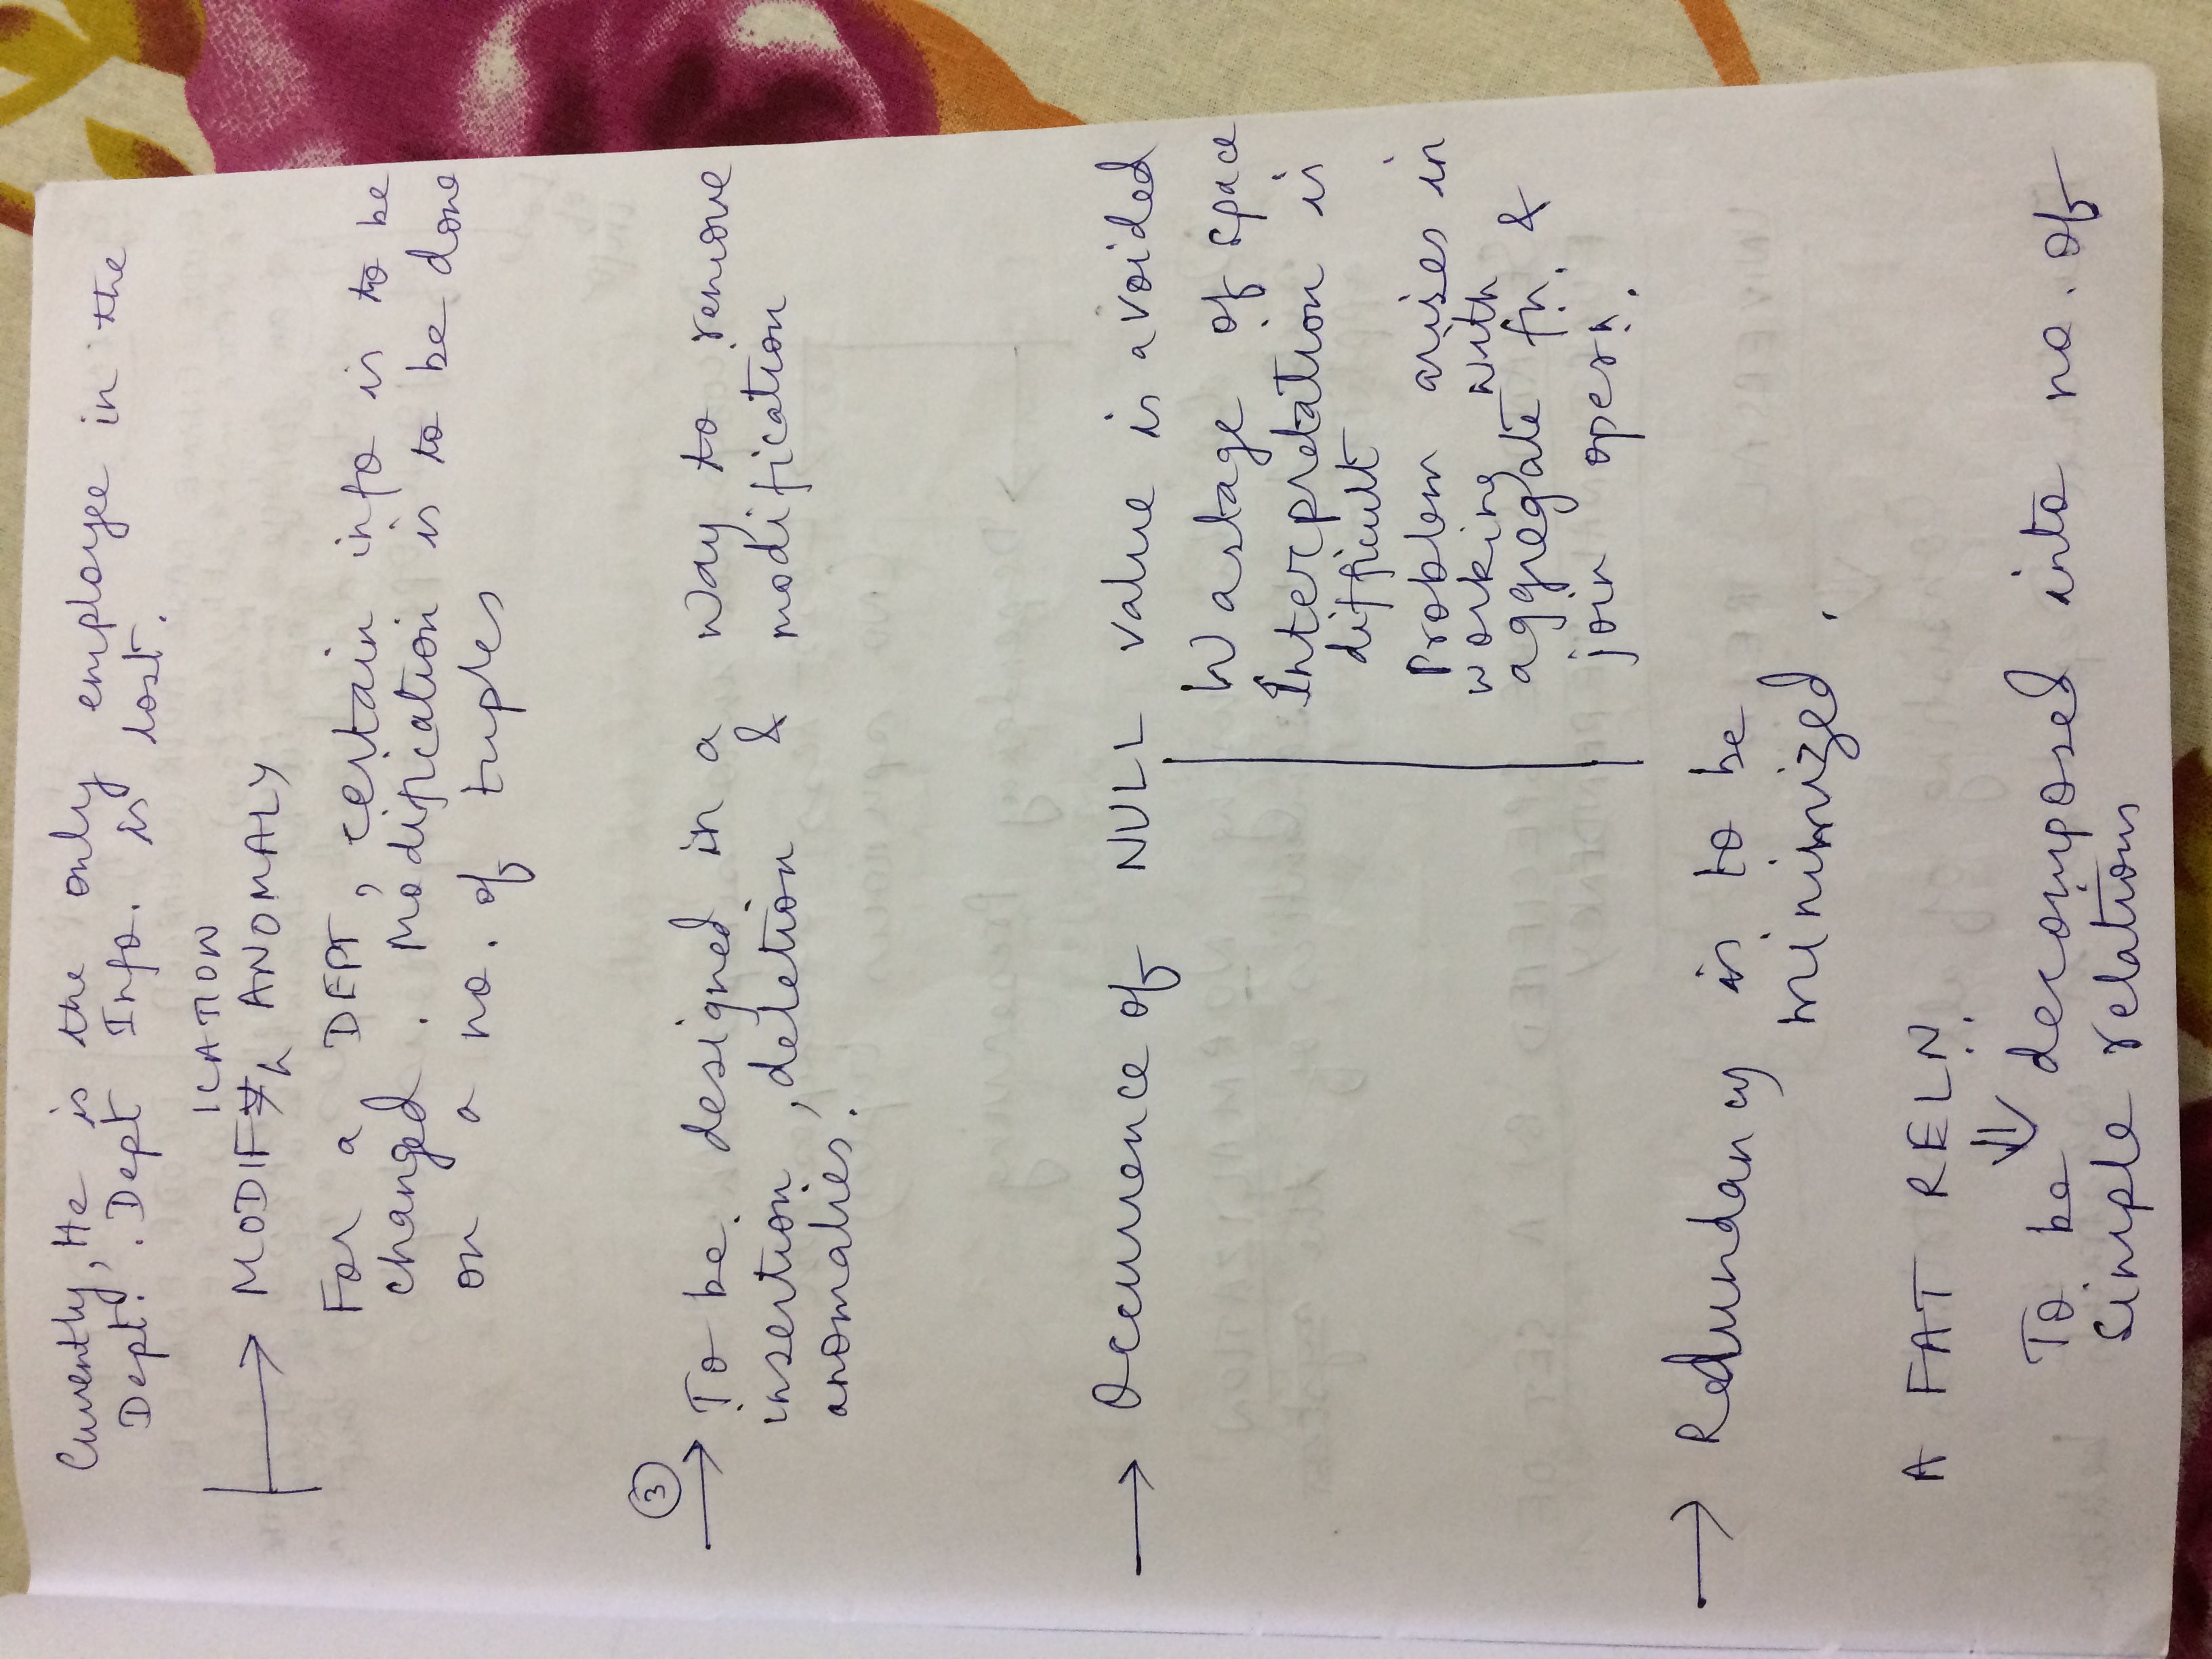 Currently, He is the only employee in the
Dept. . Dept Info. is lost.
ICATION
MODIF ANOMALY
For a DEPT, certain info is to be
changed. Modification is to be done
on a no. of tuples
3
To be designed in a way to remove
insertion, deletion & modification
anomalies.
Occurrence of NULL value is avoided
Wastage of space
Interpretation is
difficult
Problem arises in
working with
aggregate fn. &
join opern.
Redundancy is to be
minimized.
A FAT RELN.
To be decomposed into no. of
simple relations